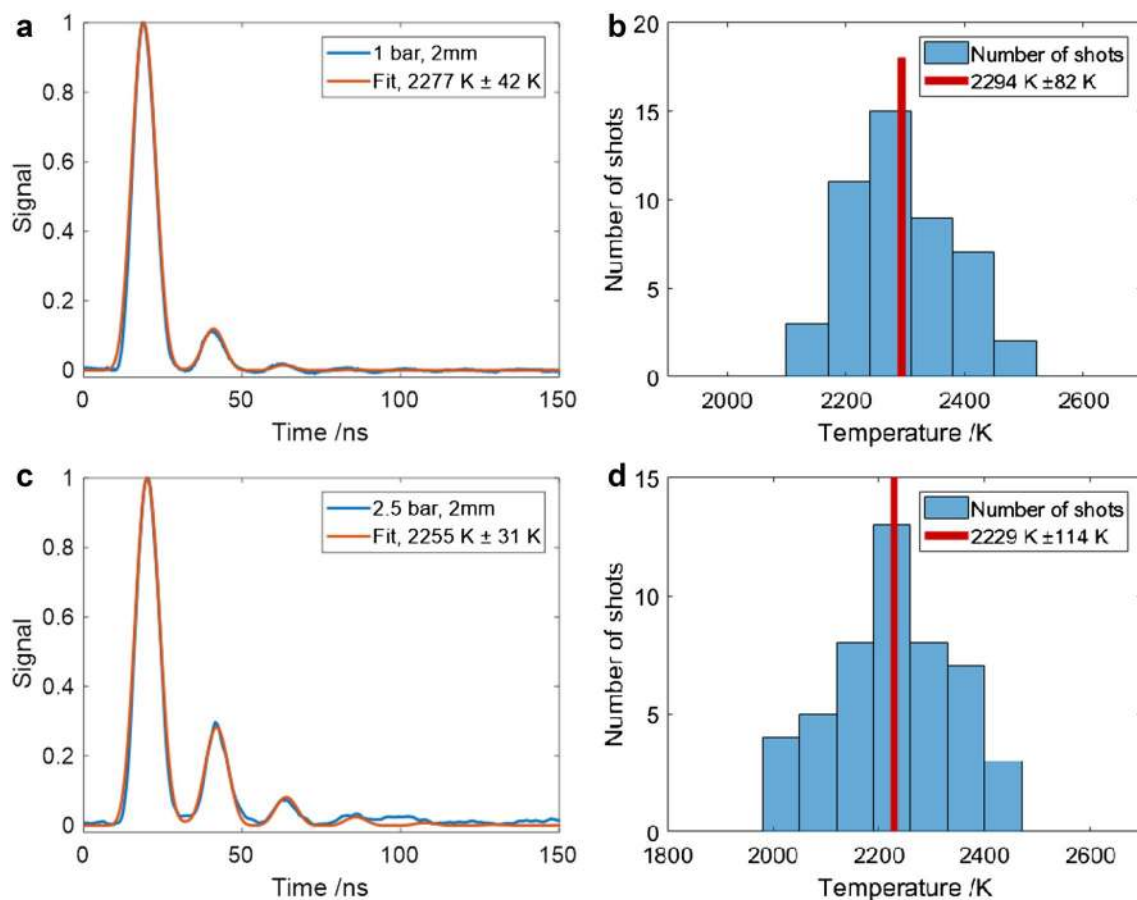 a
1
0.8
0.6
0.4
0.2
0
Signal
0
50
100
150
Time /ns
1 bar, 2mm
Fit, 2277 K ± 42 K
b
20
15
10
5
0
Number of shots
2000
2200
2400
2600
Temperature /K
Number of shots
2294 K ±82 K
c
1
0.8
0.6
0.4
0.2
0
Signal
0
50
100
150
Time /ns
2.5 bar, 2mm
Fit, 2255 K ± 31 K
d
15
10
5
0
Number of shots
1800
2000
2200
2400
2600
Temperature /K
Number of shots
2229 K ±114 K